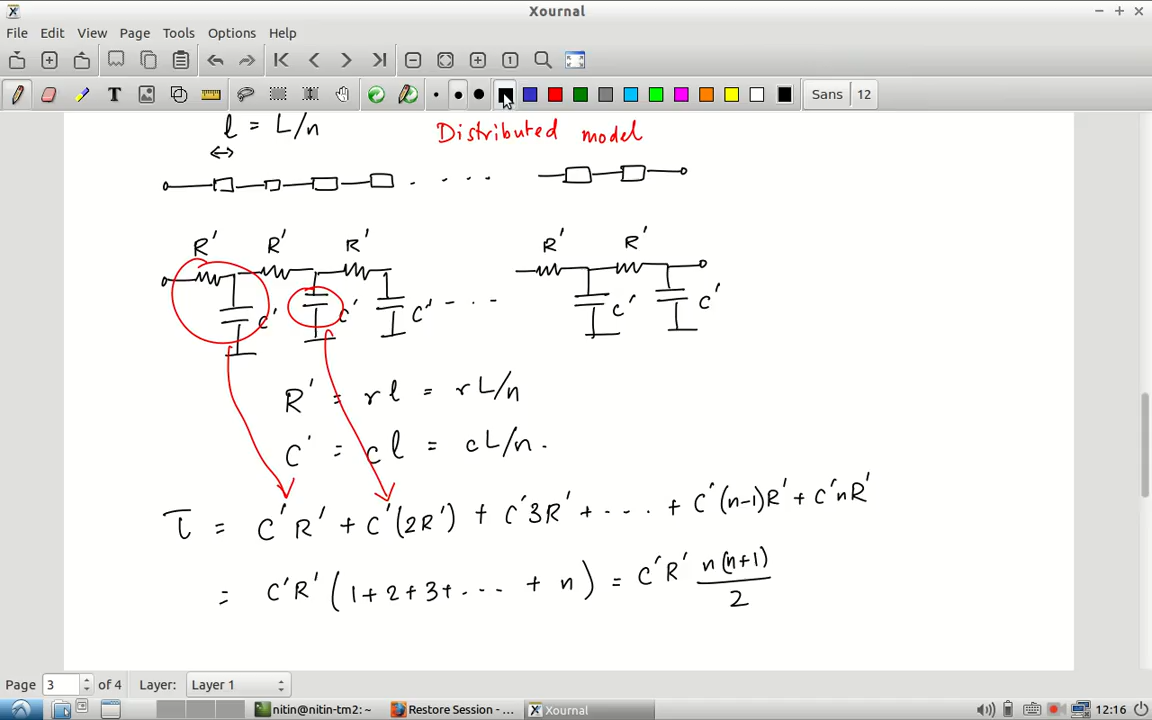 Xournal
File Edit View Page Tools Options Help
Sans 12
l = L/n
Distributed model
R' R' R' R' R'
C' C' C' C' C'
R' = rl = rL/n
C' = cl = cL/n.
τ = C'R' + C'(2R') + C'3R' + .... + C'(n-1)R' + C'nR'
= C'R' (1+2+3+.... + n) = C'R' n(n+1)/2
Page 3 of 4 Layer: Layer 1
nitin@nitin-tm2: ~ Restore Session - ... Xournal 12:16